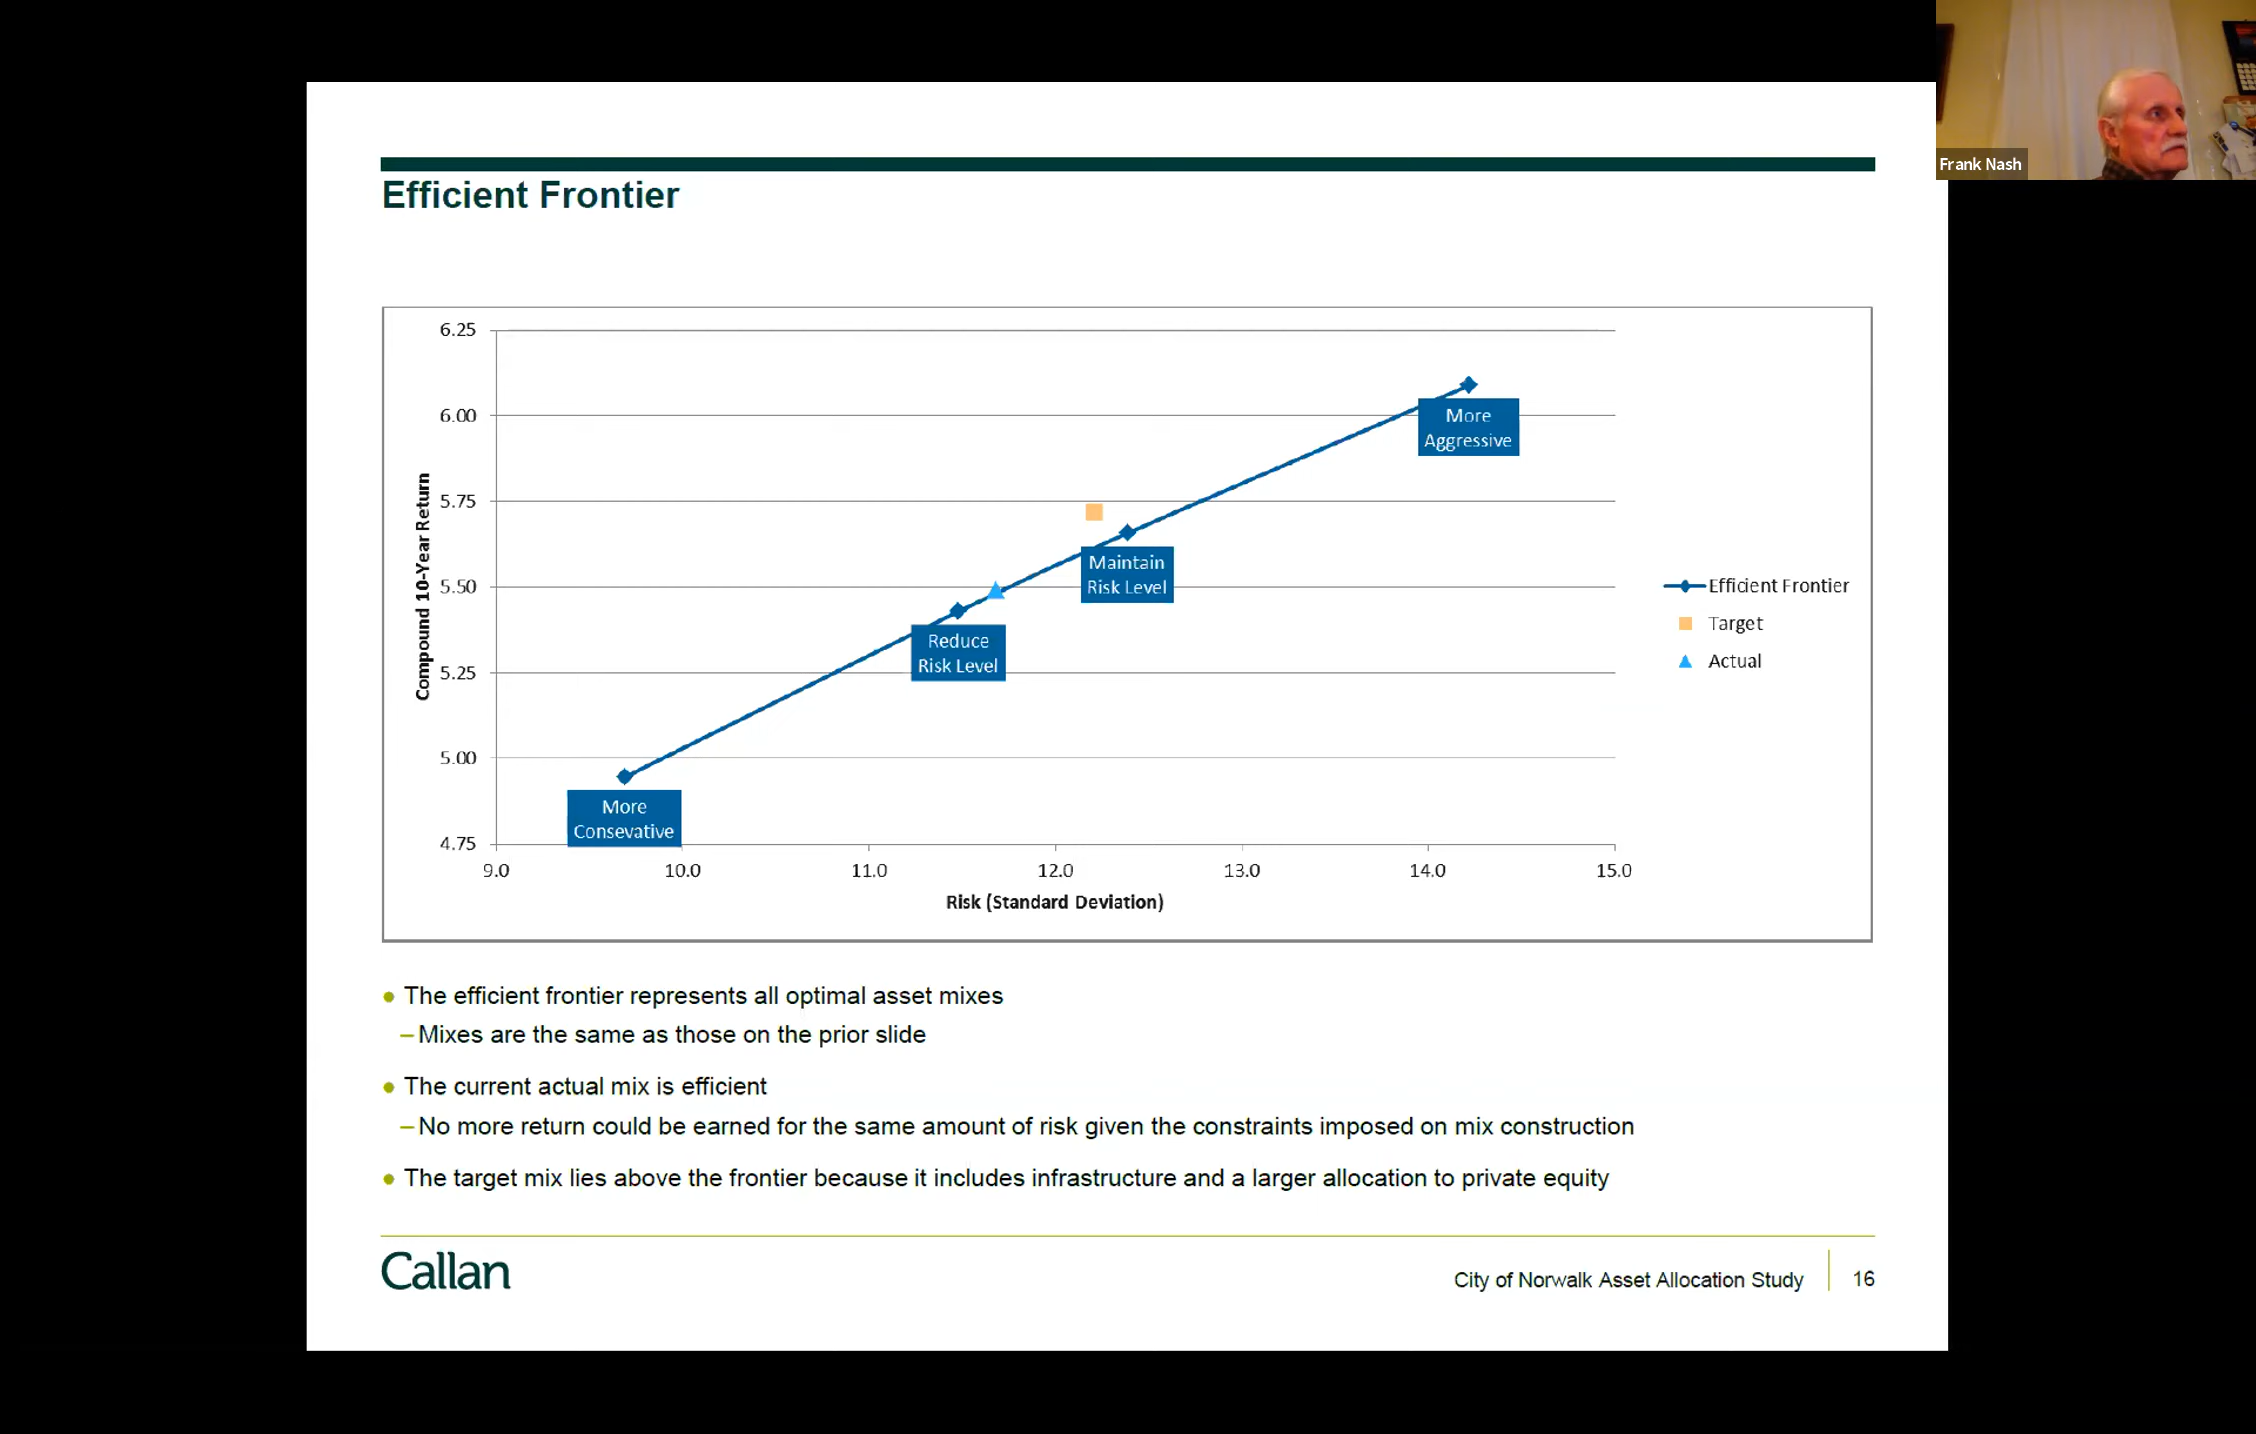 Frank Nash
Efficient Frontier
6.25
6.00
5.75
5.50
5.25
5.00
4.75
Compound 10-Year Return
More
Aggressive
Maintain
Risk Level
Reduce
Risk Level
More
Consevative
Efficient Frontier
Target
Actual
9.0 10.0 11.0 12.0 13.0 14.0 15.0
Risk (Standard Deviation)
● The efficient frontier represents all optimal asset mixes
– Mixes are the same as those on the prior slide
● The current actual mix is efficient
– No more return could be earned for the same amount of risk given the constraints imposed on mix construction
● The target mix lies above the frontier because it includes infrastructure and a larger allocation to private equity
Callan
City of Norwalk Asset Allocation Study
16